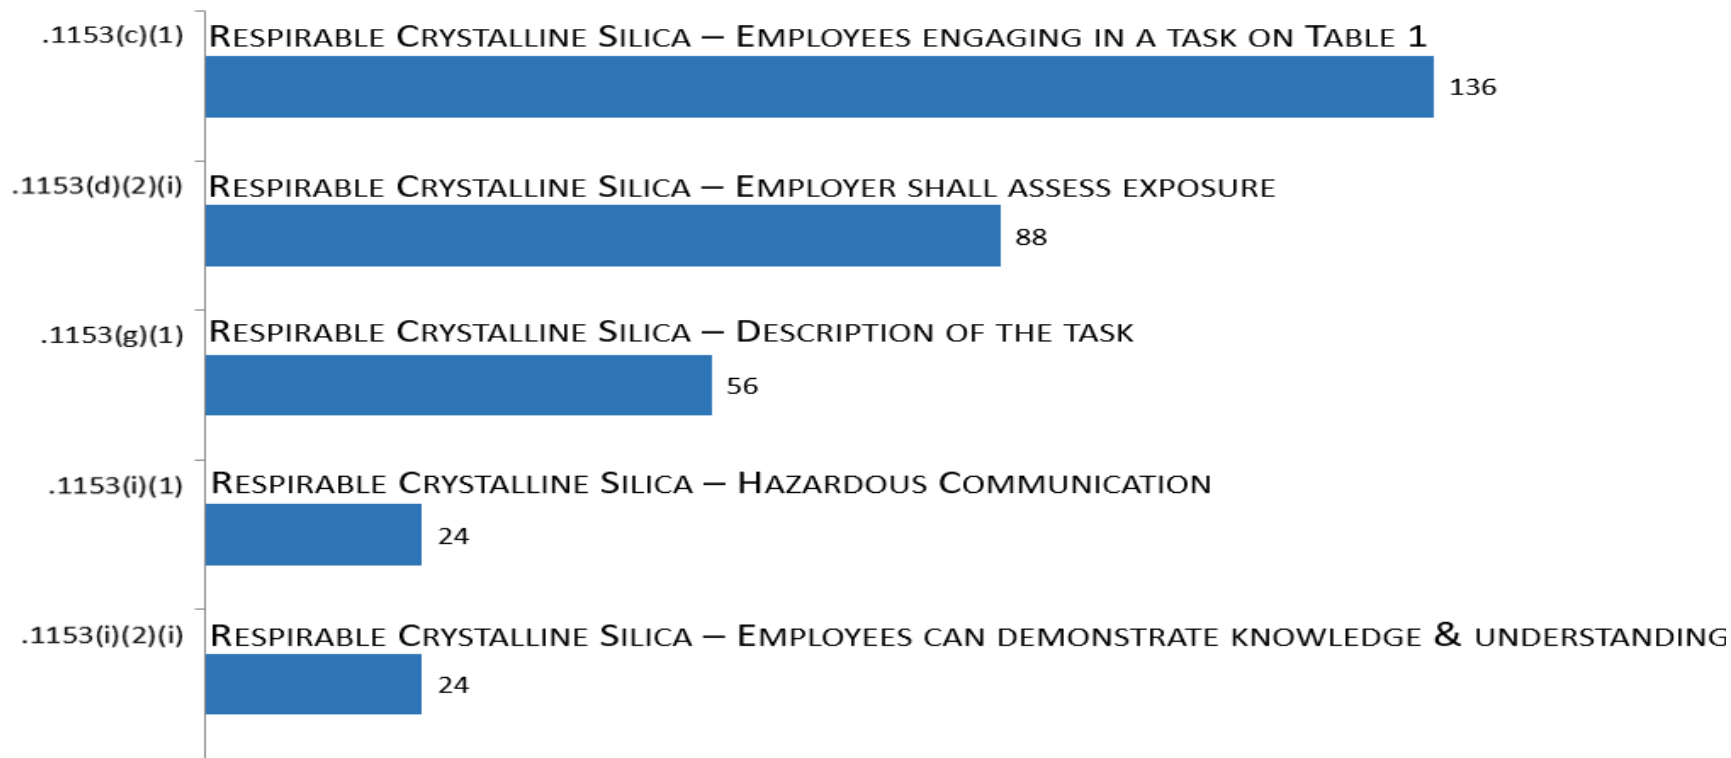 .1153(c)(1) Respirable Crystalline Silica – Employees engaging in a task on Table 1
136
.1153(d)(2)(i) Respirable Crystalline Silica – Employer shall assess exposure
88
.1153(g)(1) Respirable Crystalline Silica – Description of the task
56
.1153(i)(1) Respirable Crystalline Silica – Hazardous Communication
24
.1153(i)(2)(i) Respirable Crystalline Silica – Employees can demonstrate knowledge & understanding
24